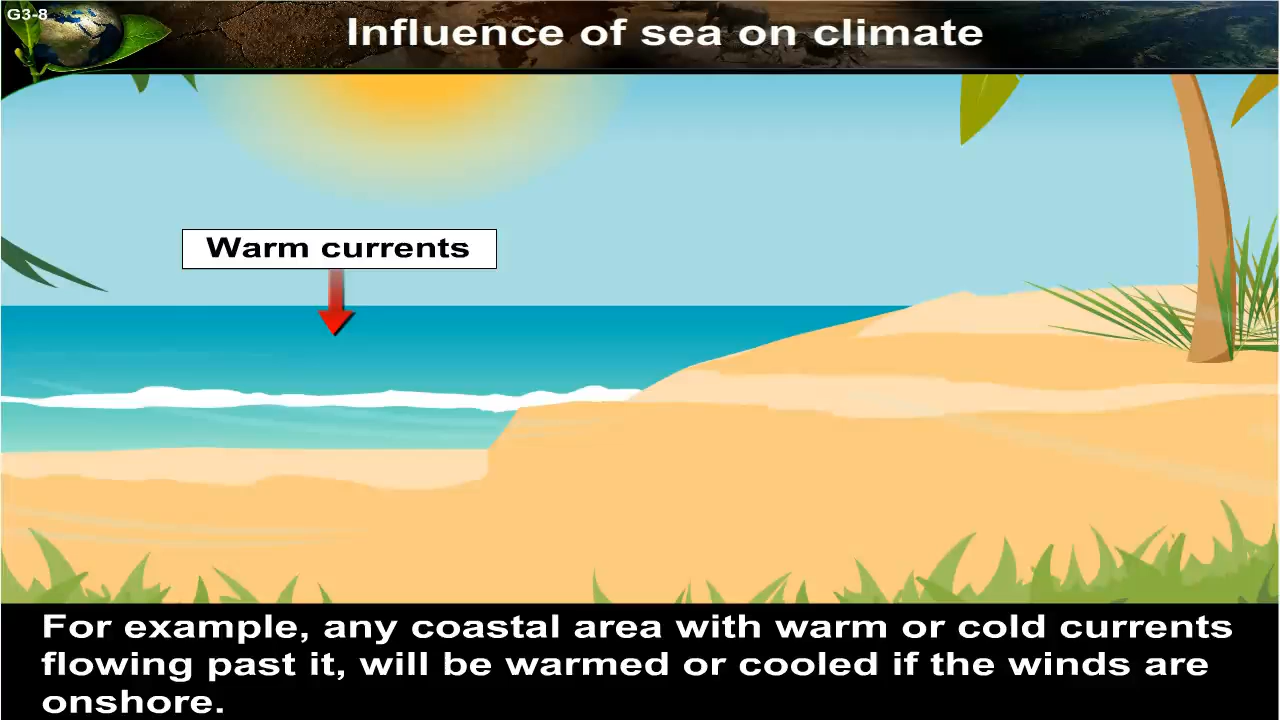 G3-8
Influence of sea on climate
Warm currents
For example, any coastal area with warm or cold currents
flowing past it, will be warmed or cooled if the winds are
onshore.